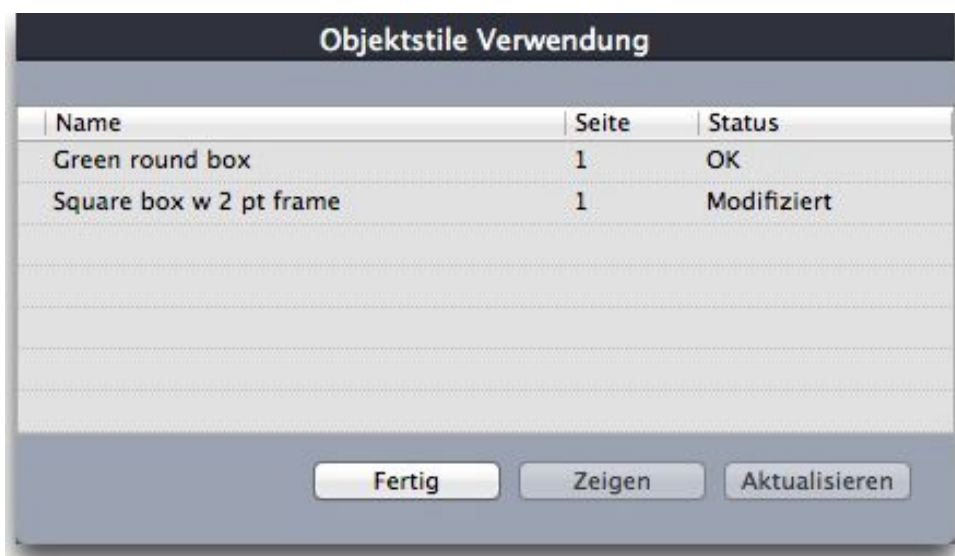 Objektstile Verwendung
Name Seite Status
Green round box 1 OK
Square box w 2 pt frame 1 Modifiziert
Fertig Zeigen Aktualisieren